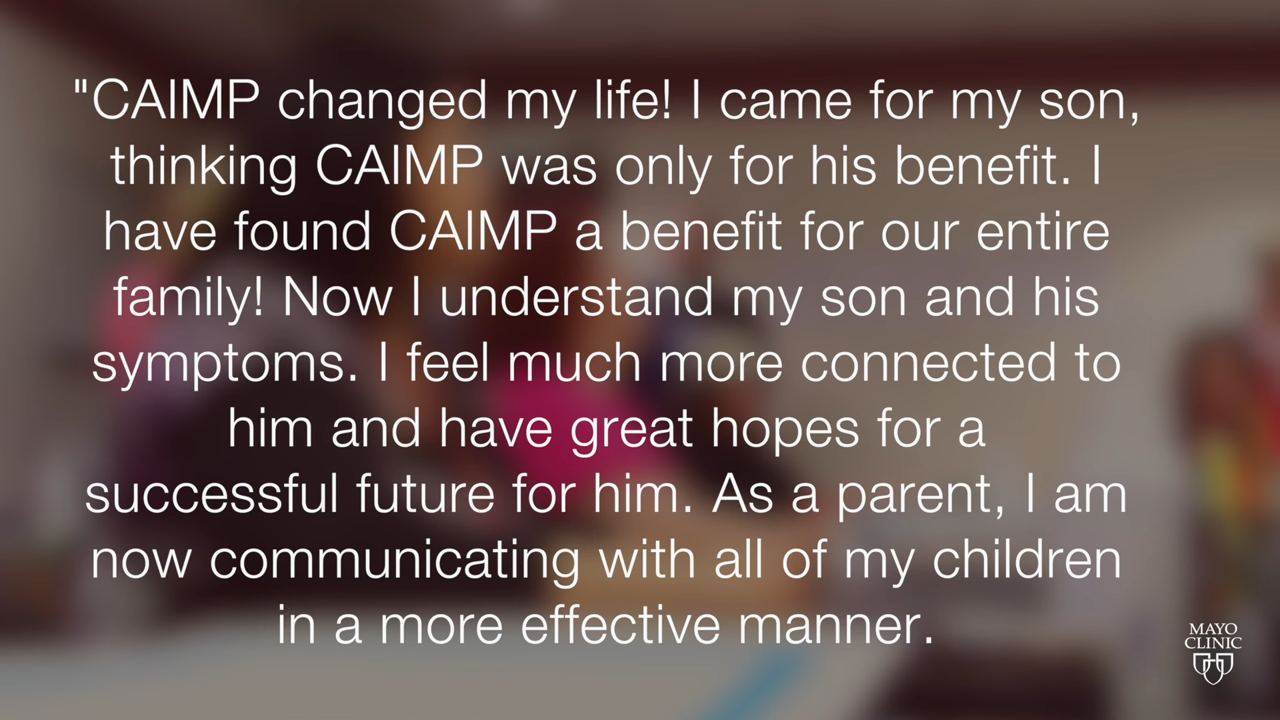 "CAIMP changed my life! I came for my son,
thinking CAIMP was only for his benefit. I
have found CAIMP a benefit for our entire
family! Now I understand my son and his
symptoms. I feel much more connected to
him and have great hopes for a
successful future for him. As a parent, I am
now communicating with all of my children
in a more effective manner.
MAYO
CLINIC